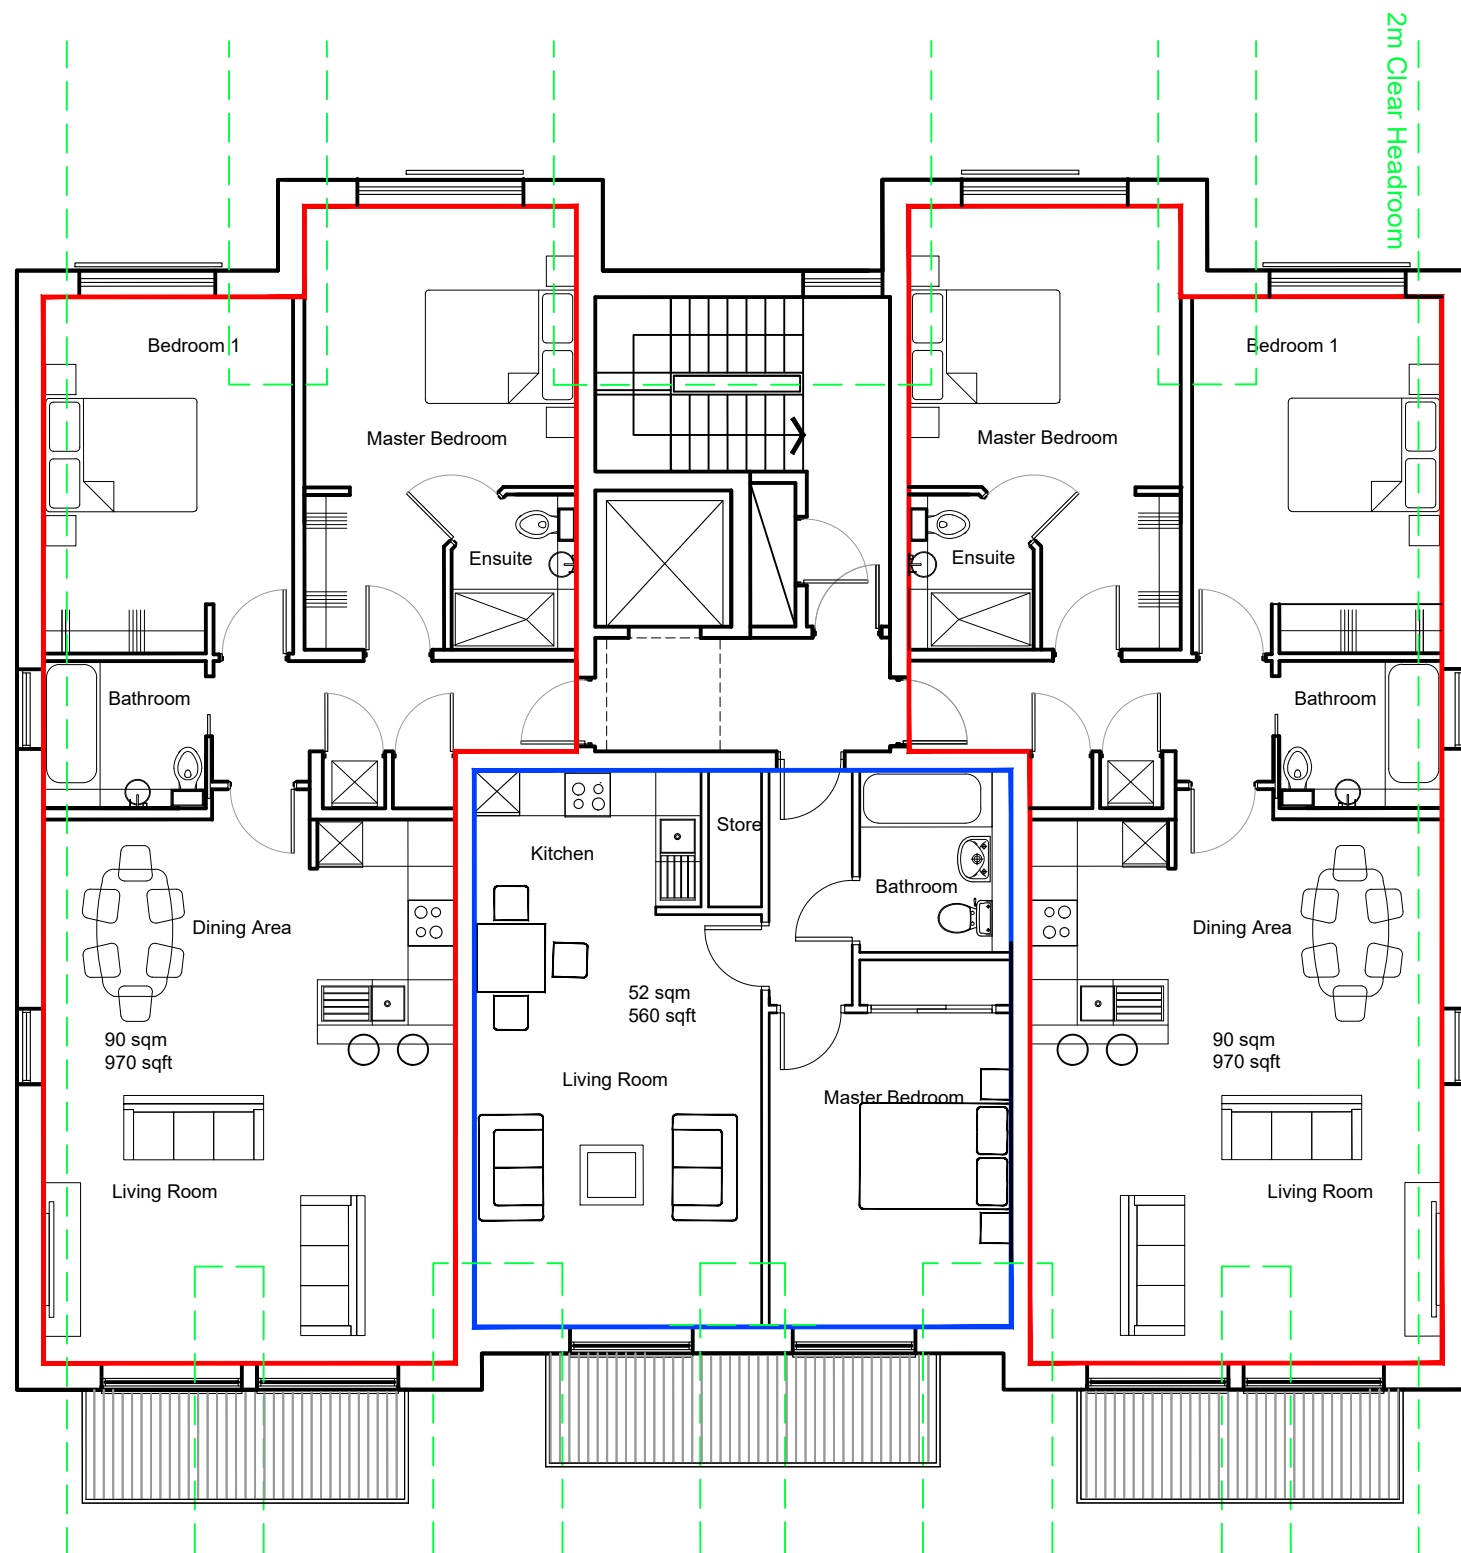 2m Clear Headroom
Bedroom 1
Bedroom 1
Master Bedroom
Master Bedroom
Ensuite
Ensuite
Bathroom
Bathroom
Store
Kitchen
Bathroom
Dining Area
Dining Area
52 sqm
560 sqft
90 sqm
970 sqft
90 sqm
970 sqft
Living Room
Master Bedroom
Living Room
Living Room